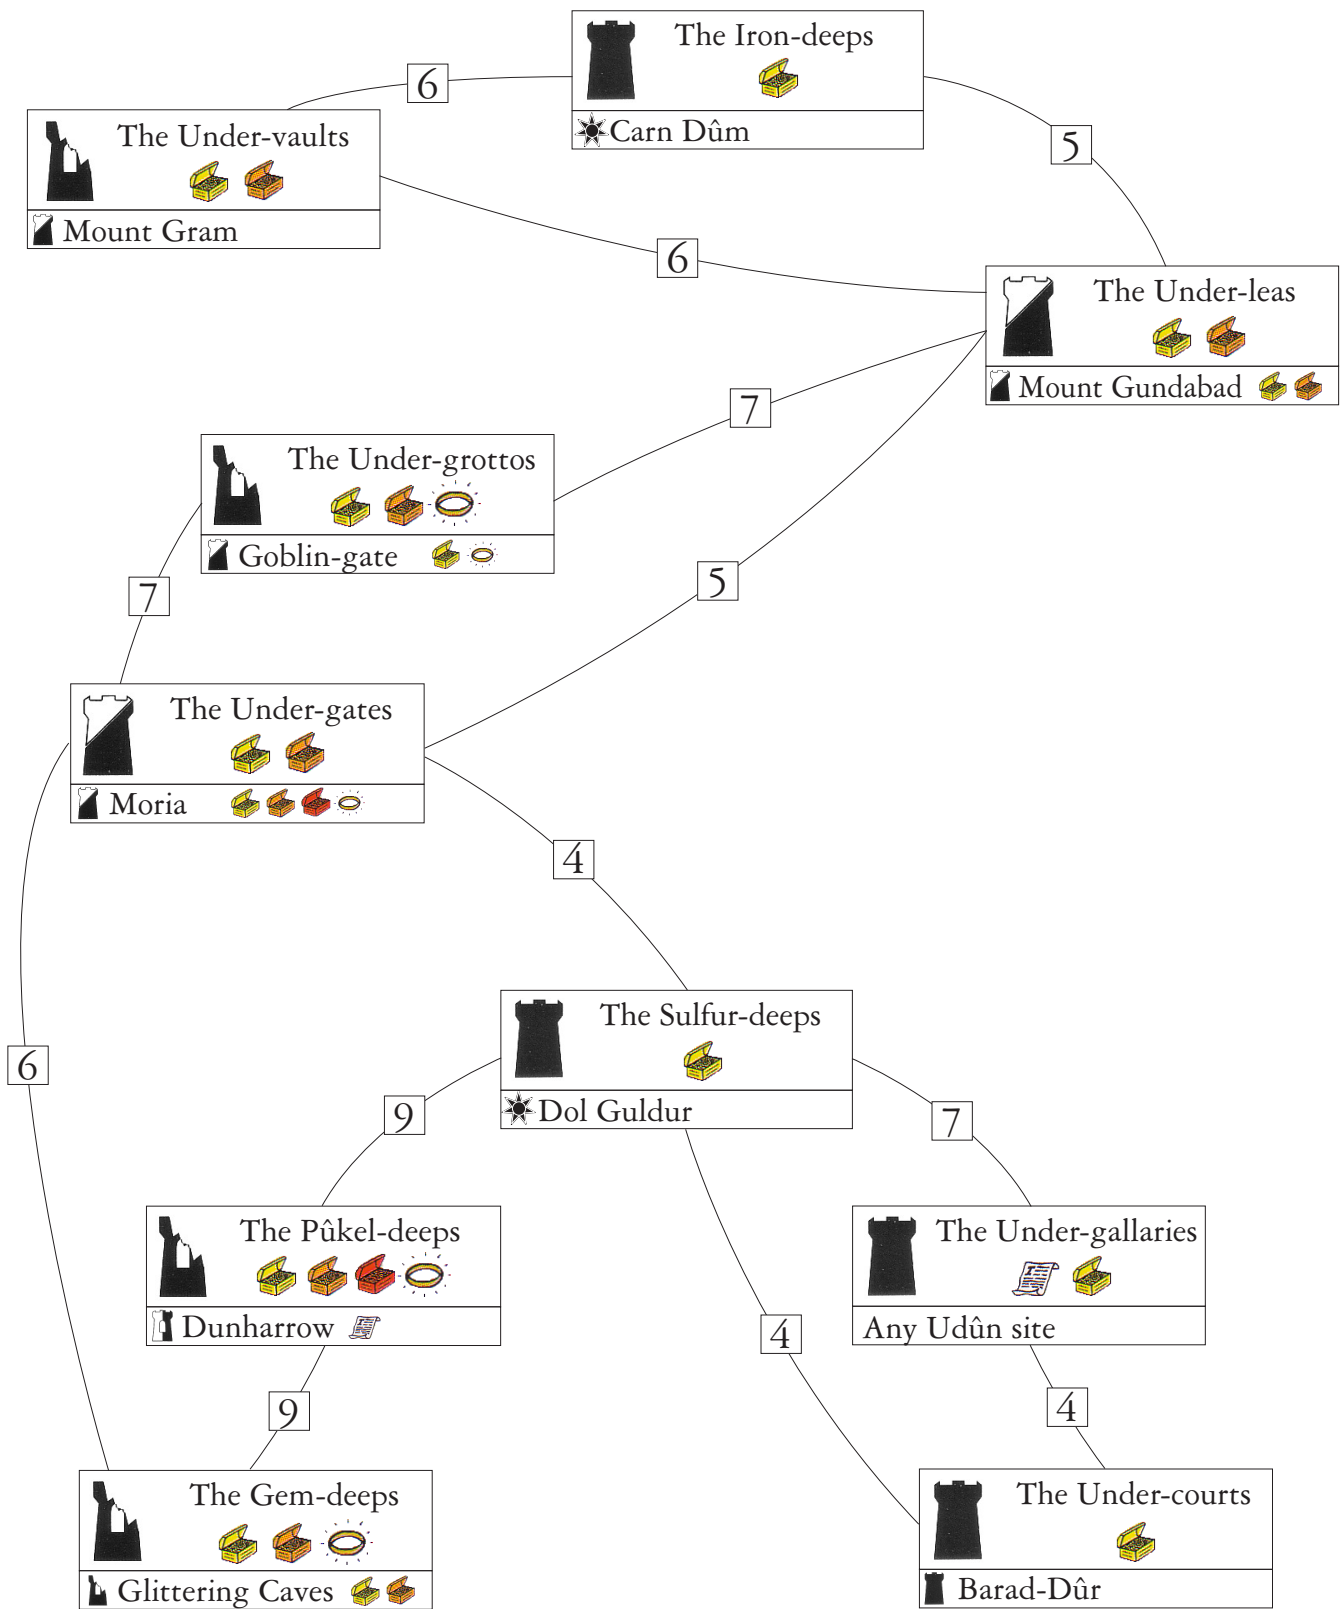 The Iron-deeps
Carn Dûm
6
The Under-vaults
Mount Gram
5
6
The Under-leas
Mount Gundabad
7
The Under-grottos
Goblin-gate
5
7
The Under-gates
Moria
4
The Sulfur-deeps
Dol Guldur
6
9
7
The Pûkel-deeps
Dunharrow
The Under-gallaries
Any Udûn site
4
9
4
The Gem-deeps
Glittering Caves
The Under-courts
Barad-Dûr